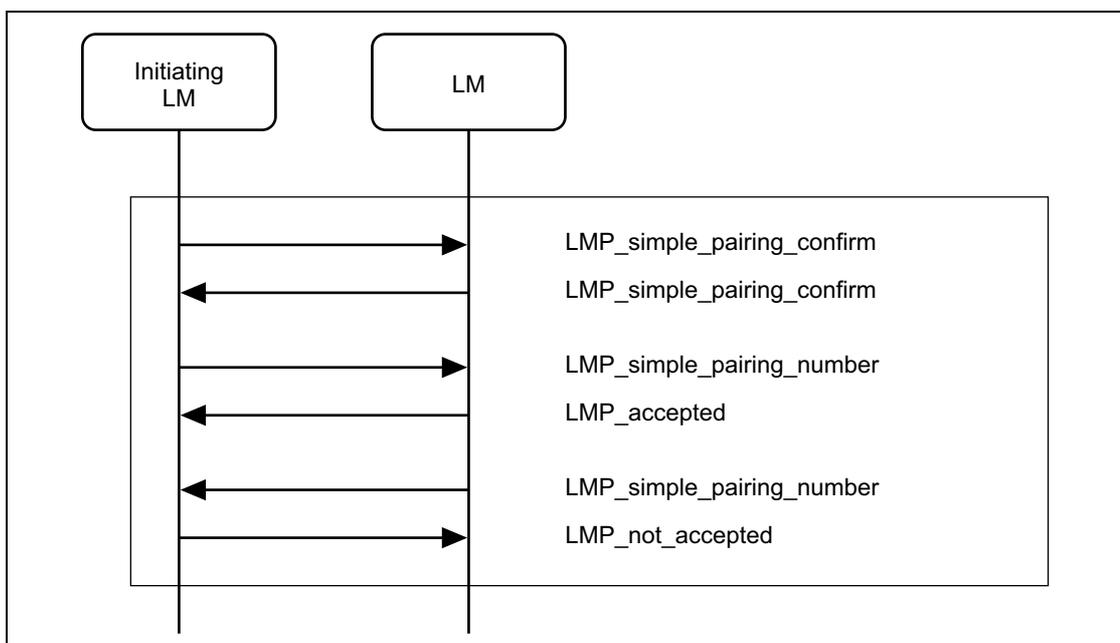 Initiating
LM
LM
LMP_simple_pairing_confirm
LMP_simple_pairing_confirm
LMP_simple_pairing_number
LMP_accepted
LMP_simple_pairing_number
LMP_not_accepted